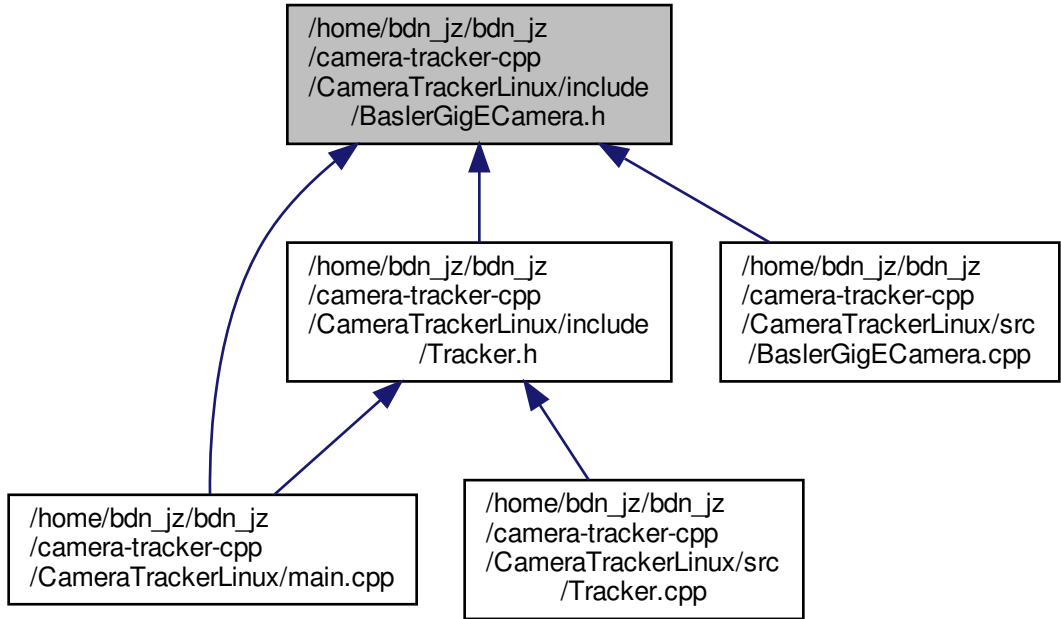 /home/bdn_jz/bdn_jz
/camera-tracker-cpp
/CameraTrackerLinux/include
/BaslerGigECamera.h
/home/bdn_jz/bdn_jz
/camera-tracker-cpp
/CameraTrackerLinux/include
/Tracker.h
/home/bdn_jz/bdn_jz
/camera-tracker-cpp
/CameraTrackerLinux/src
/BaslerGigECamera.cpp
/home/bdn_jz/bdn_jz
/camera-tracker-cpp
/CameraTrackerLinux/main.cpp
/home/bdn_jz/bdn_jz
/camera-tracker-cpp
/CameraTrackerLinux/src
/Tracker.cpp